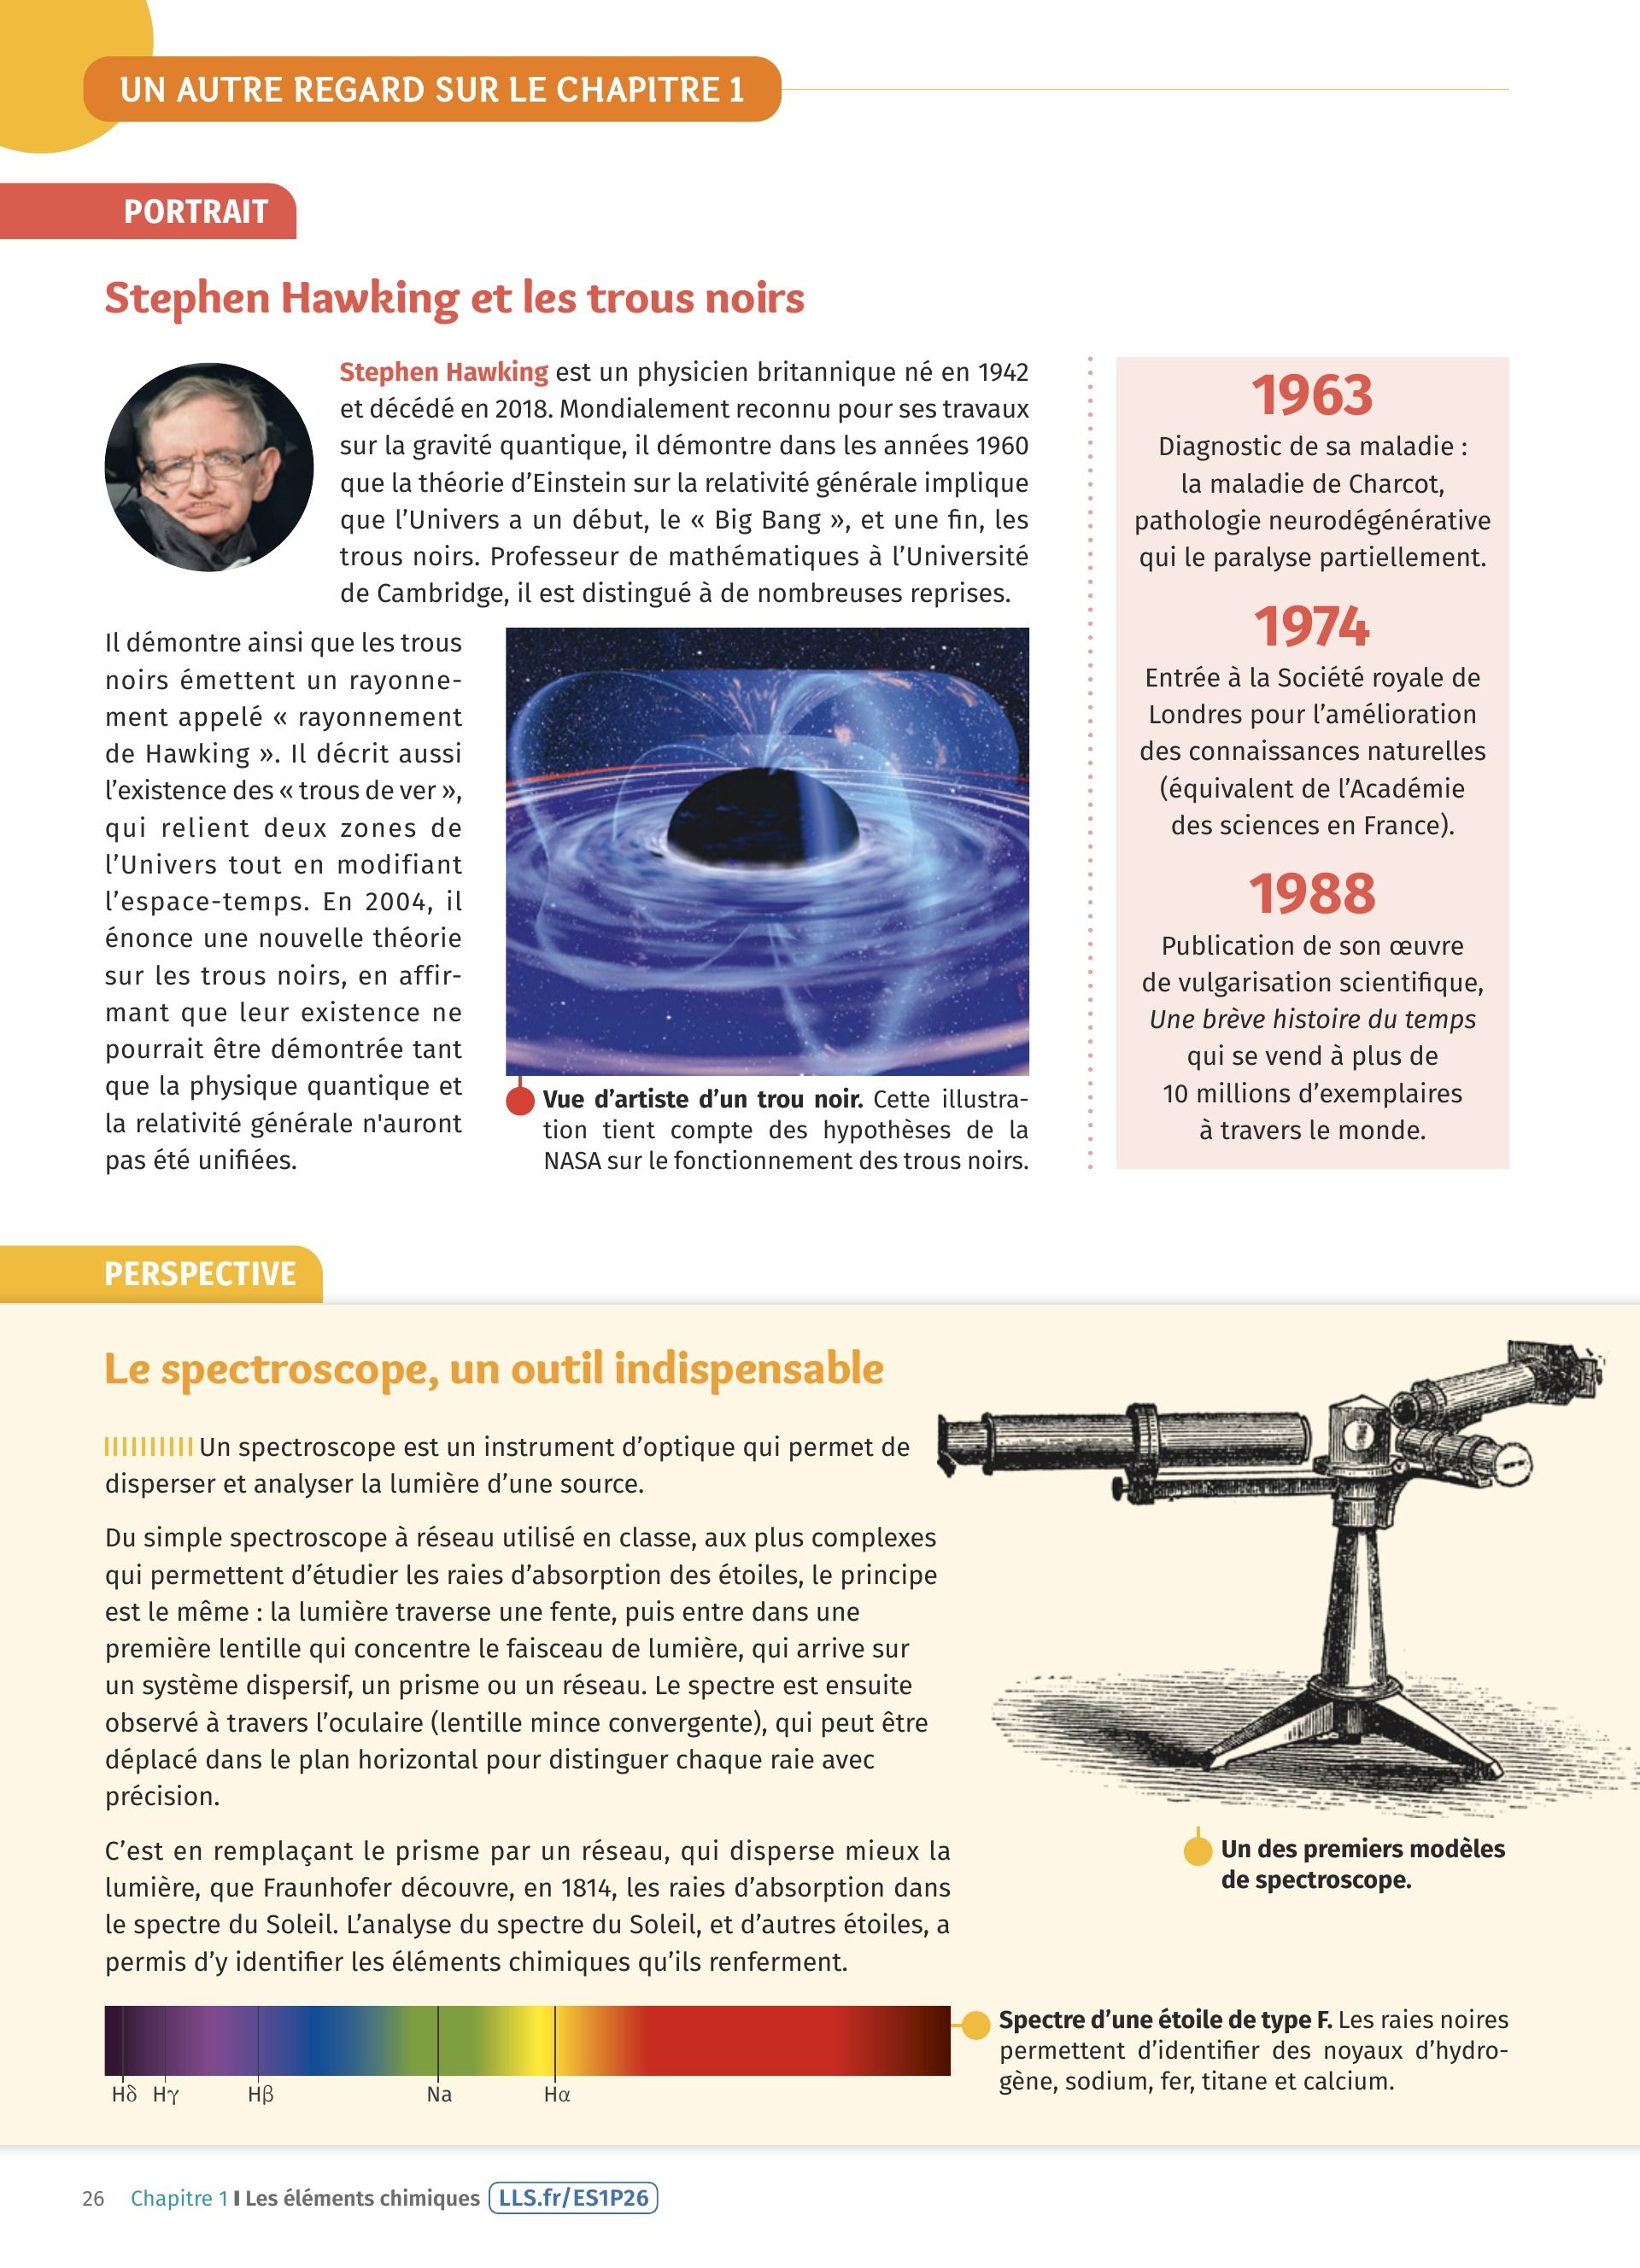 UN AUTRE REGARD SUR LE CHAPITRE 1
PORTRAIT
Stephen Hawking et les trous noirs
Stephen Hawking est un physicien britannique né en 1942
et décédé en 2018. Mondialement reconnu pour ses travaux
sur la gravité quantique, il démontre dans les années 1960
que la théorie d’Einstein sur la relativité générale implique
que l’Univers a un début, le « Big Bang », et une fin, les
trous noirs. Professeur de mathématiques à l’Université
de Cambridge, il est distingué à de nombreuses reprises.
Il démontre ainsi que les trous
noirs émettent un rayonne-
ment appelé « rayonnement
de Hawking ». Il décrit aussi
l’existence des « trous de ver »,
qui relient deux zones de
l’Univers tout en modifiant
l’espace-temps. En 2004, il
énonce une nouvelle théorie
sur les trous noirs, en affir-
mant que leur existence ne
pourrait être démontrée tant
que la physique quantique et
la relativité générale n'auront
pas été unifiées.
Vue d’artiste d’un trou noir. Cette illustra-
tion tient compte des hypothèses de la
NASA sur le fonctionnement des trous noirs.
1963
Diagnostic de sa maladie :
la maladie de Charcot,
pathologie neurodégénérative
qui le paralyse partiellement.
1974
Entrée à la Société royale de
Londres pour l’amélioration
des connaissances naturelles
(équivalent de l’Académie
des sciences en France).
1988
Publication de son œuvre
de vulgarisation scientifique,
Une brève histoire du temps
qui se vend à plus de
10 millions d’exemplaires
à travers le monde.
PERSPECTIVE
Le spectroscope, un outil indispensable
Un spectroscope est un instrument d’optique qui permet de
disperser et analyser la lumière d’une source.
Du simple spectroscope à réseau utilisé en classe, aux plus complexes
qui permettent d’étudier les raies d’absorption des étoiles, le principe
est le même : la lumière traverse une fente, puis entre dans une
première lentille qui concentre le faisceau de lumière, qui arrive sur
un système dispersif, un prisme ou un réseau. Le spectre est ensuite
observé à travers l’oculaire (lentille mince convergente), qui peut être
déplacé dans le plan horizontal pour distinguer chaque raie avec
précision.
C’est en remplaçant le prisme par un réseau, qui disperse mieux la
lumière, que Fraunhofer découvre, en 1814, les raies d’absorption dans
le spectre du Soleil. L’analyse du spectre du Soleil, et d’autres étoiles, a
permis d’y identifier les éléments chimiques qu’ils renferment.
Un des premiers modèles
de spectroscope.
Hδ Hγ Hβ Na Hα
Spectre d’une étoile de type F. Les raies noires
permettent d’identifier des noyaux d’hydro-
gène, sodium, fer, titane et calcium.
26 Chapitre 1 I Les éléments chimiques LLS.fr/ES1P26